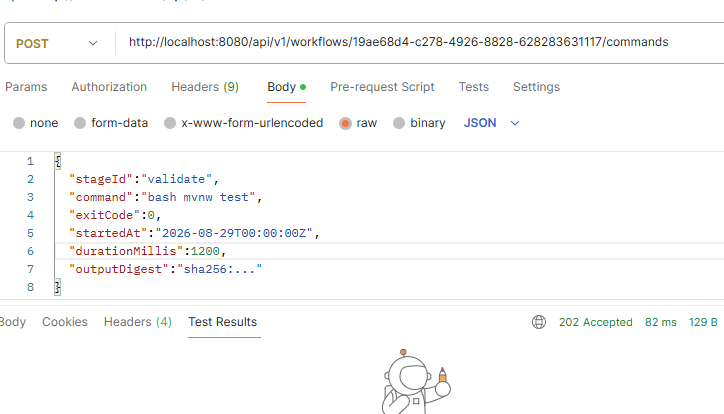 POST http://localhost:8080/api/v1/workflows/19ae68d4-c278-4926-8828-628283631117/commands
Params Authorization Headers (9) Body Pre-request Script Tests Settings
none form-data x-www-form-urlencoded raw binary JSON
1 {
2 "stageId":"validate",
3 "command":"bash mvnw test",
4 "exitCode":0,
5 "startedAt":"2026-08-29T00:00:00Z",
6 "durationMillis":1200,
7 "outputDigest":"sha256:..."
8 }
Body Cookies Headers (4) Test Results 202 Accepted 82 ms 129 B